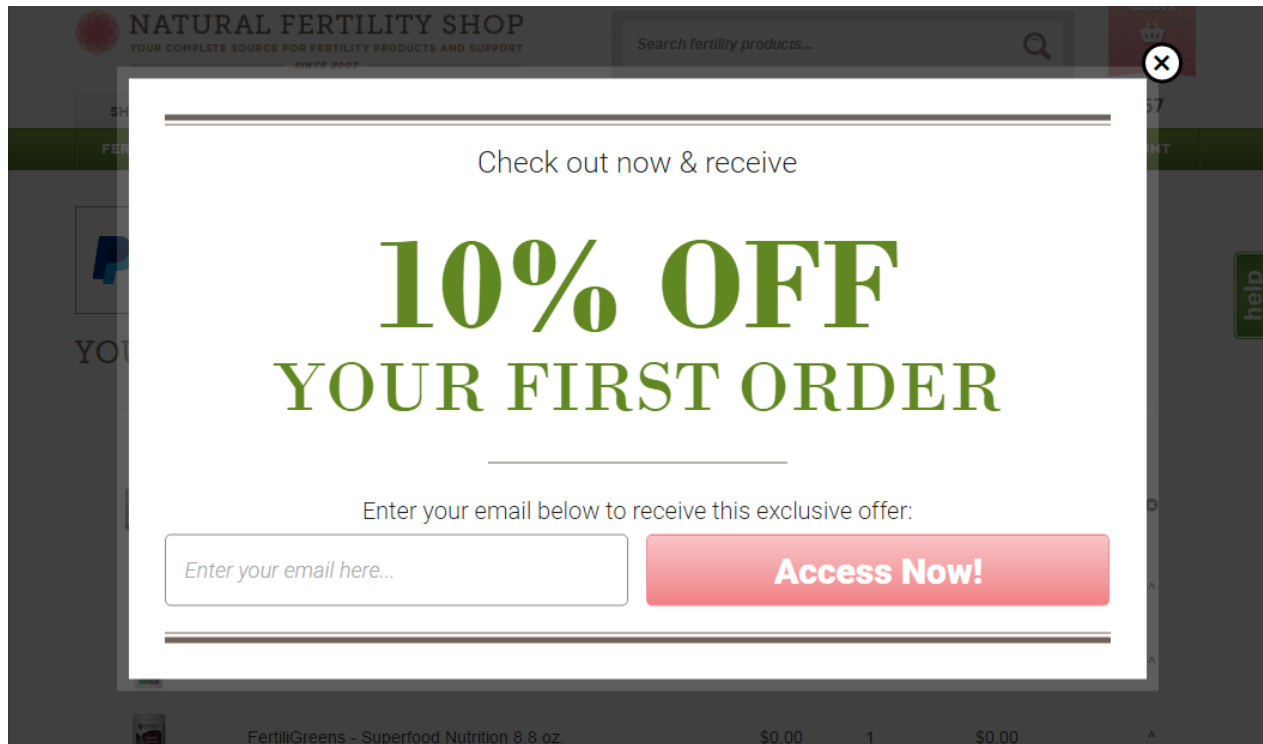 NATURAL FERTILITY SHOP
YOUR COMPLETE SOURCE FOR FERTILITY PRODUCTS AND SUPPORT
SINCE 2007
Search fertility products...
Check out now & receive
10% OFF
YOUR FIRST ORDER
Enter your email below to receive this exclusive offer:
Enter your email here...
Access Now!
help
FertiliGreens - Superfood Nutrition 8.8 oz. $0.00 1 $0.00